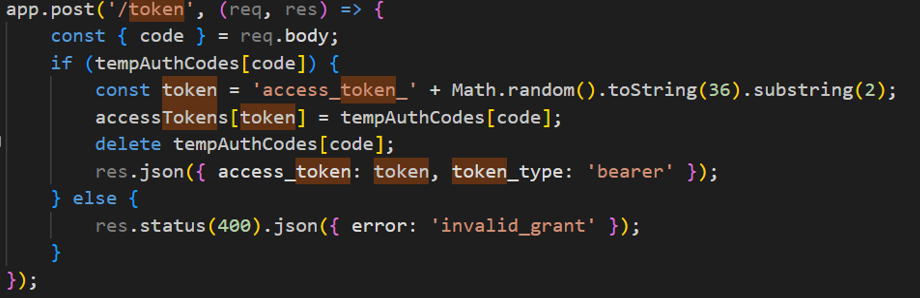 app.post('/token', (req, res) => {
    const { code } = req.body;
    if (tempAuthCodes[code]) {
        const token = 'access_token_' + Math.random().toString(36).substring(2);
        accessTokens[token] = tempAuthCodes[code];
        delete tempAuthCodes[code];
        res.json({ access_token: token, token_type: 'bearer' });
    } else {
        res.status(400).json({ error: 'invalid_grant' });
    }
});